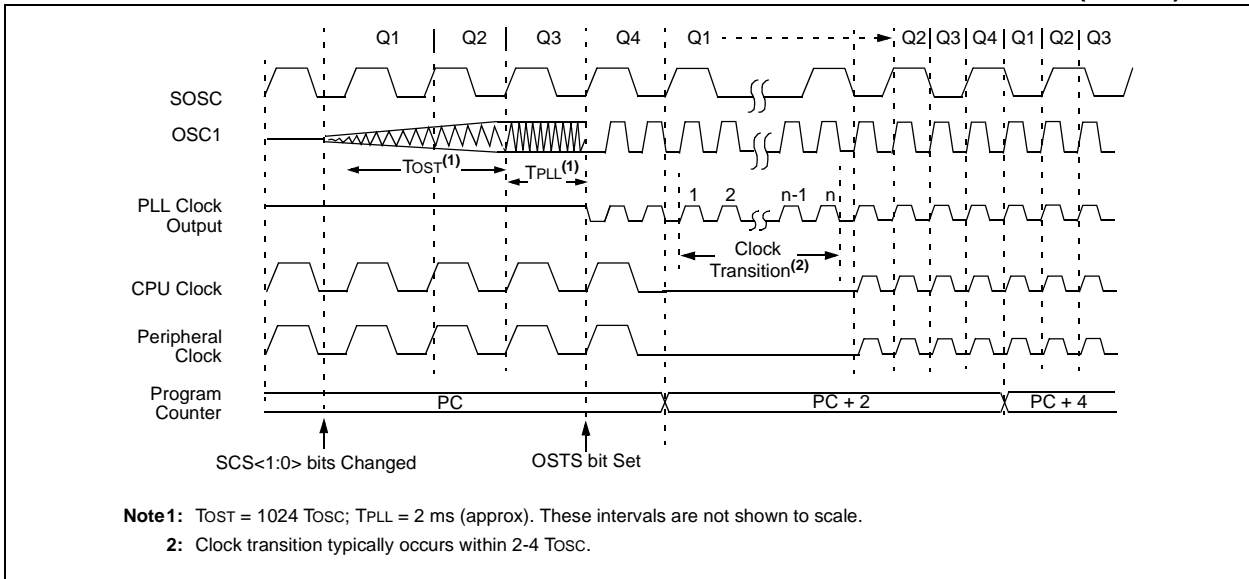 Q1 Q2 Q3 Q4 Q1 Q2 Q3 Q4 Q1 Q2 Q3
SOSC
OSC1
TOST(1)
TPLL(1)
1 2 n-1 n
PLL Clock
Output
Clock
Transition(2)
CPU Clock
Peripheral
Clock
Program
Counter
PC PC + 2 PC + 4
SCS<1:0> bits Changed OSTS bit Set
Note1: TOST = 1024 TOSC; TPLL = 2 ms (approx). These intervals are not shown to scale.
2: Clock transition typically occurs within 2-4 TOSC.